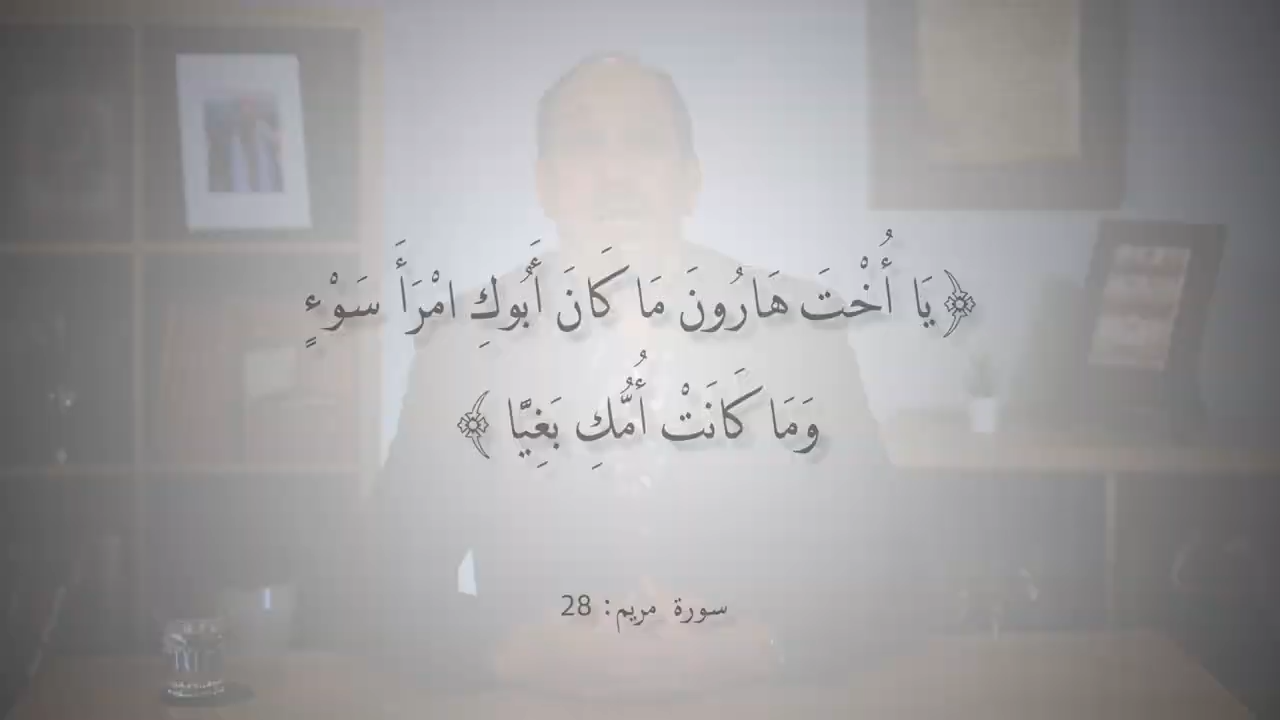 ﴿يَا أُخْتَ هَارُونَ مَا كَانَ أَبُوكِ امْرَأَ سَوْءٍ
وَمَا كَانَتْ أُمُّكِ بَغِيًّا ﴾
سورة مريم: 28